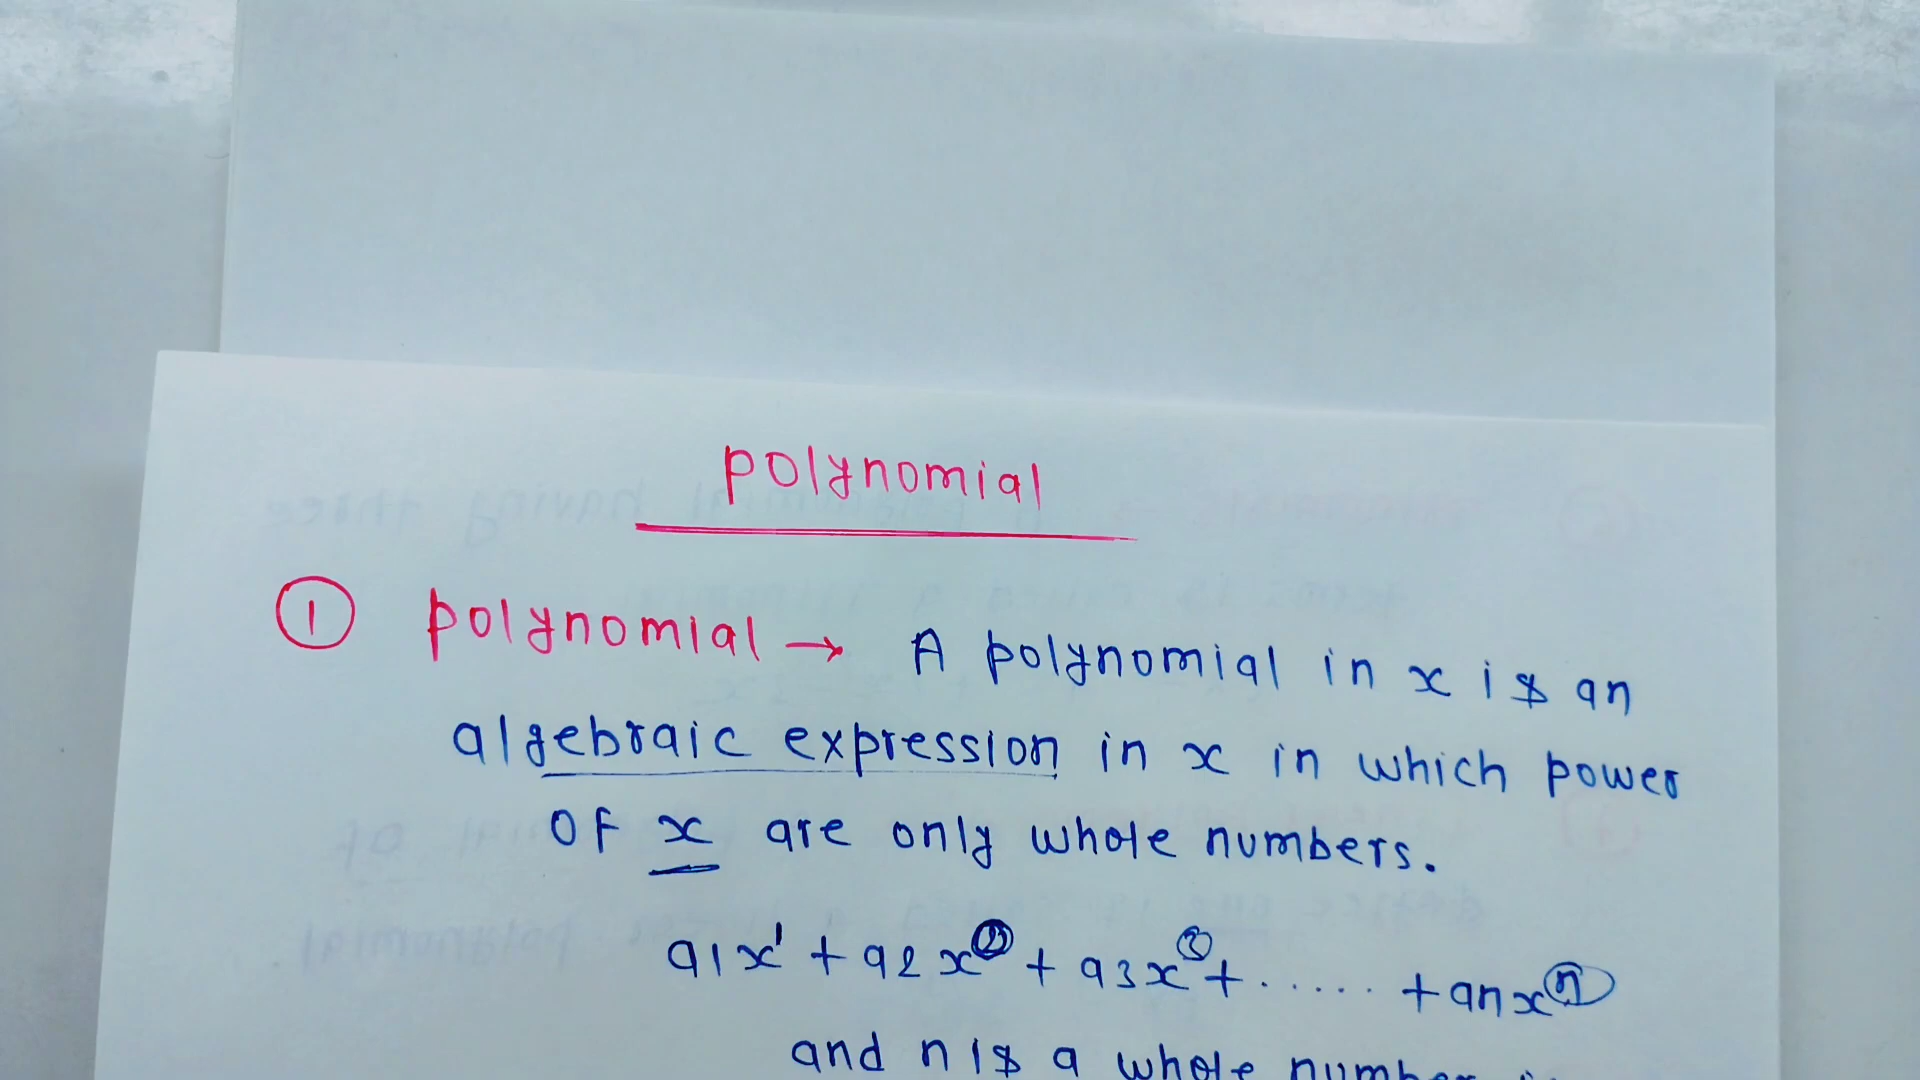 polynomial
① polynomial → A polynomial in x is an
algebraic expression in x in which power
of x are only whole numbers.
a1x¹ + a2x² + a3x³ + ...... + anxⁿ
and n is a whole number